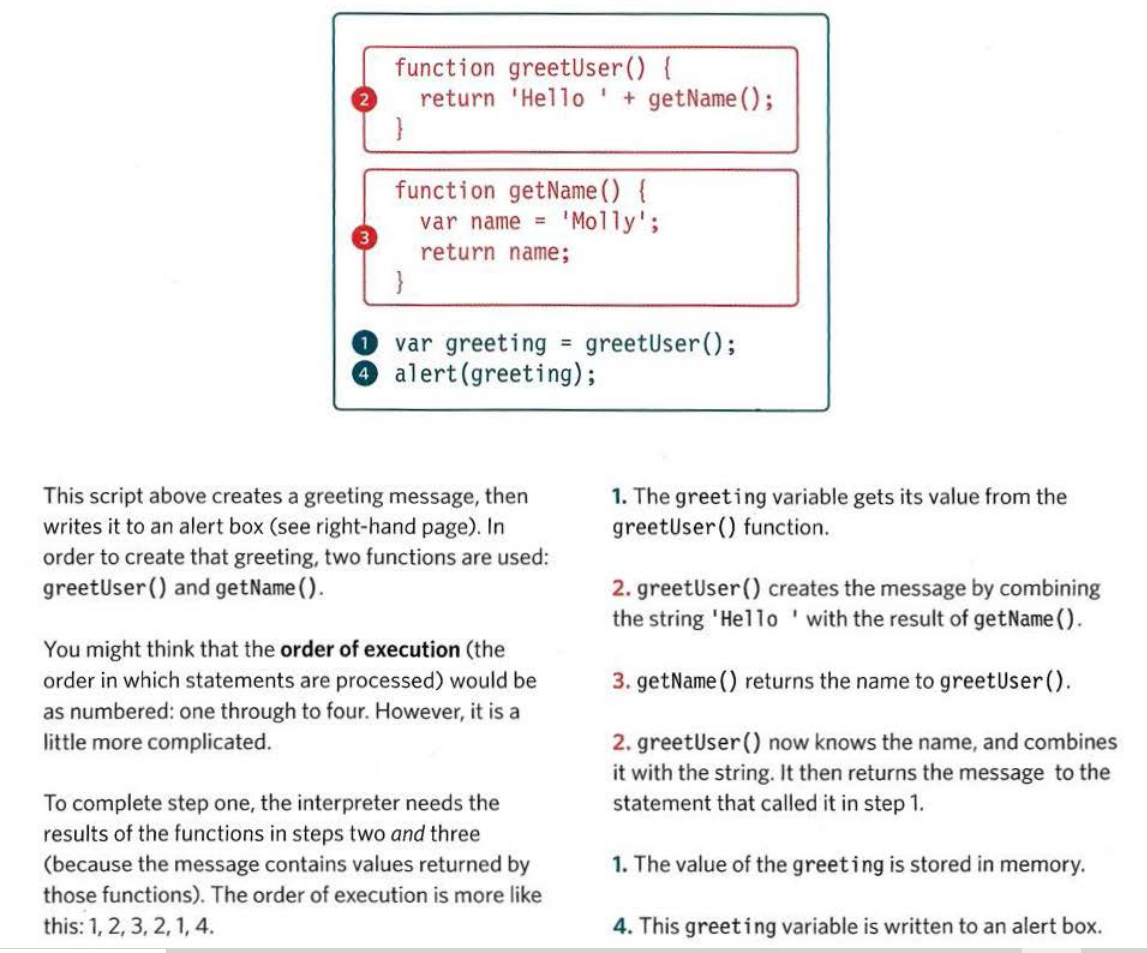 function greetUser() {
2
return 'Hello ' + getName();
}
function getName() {
var name = 'Molly';
3
return name;
}
1 var greeting = greetUser();
4 alert(greeting);
This script above creates a greeting message, then
writes it to an alert box (see right-hand page). In
order to create that greeting, two functions are used:
greetUser() and getName().
You might think that the order of execution (the
order in which statements are processed) would be
as numbered: one through to four. However, it is a
little more complicated.
To complete step one, the interpreter needs the
results of the functions in steps two and three
(because the message contains values returned by
those functions). The order of execution is more like
this: 1, 2, 3, 2, 1, 4.
1. The greeting variable gets its value from the
greetUser() function.
2. greetUser() creates the message by combining
the string 'Hello ' with the result of getName().
3. getName() returns the name to greetUser().
2. greetUser() now knows the name, and combines
it with the string. It then returns the message to the
statement that called it in step 1.
1. The value of the greeting is stored in memory.
4. This greeting variable is written to an alert box.